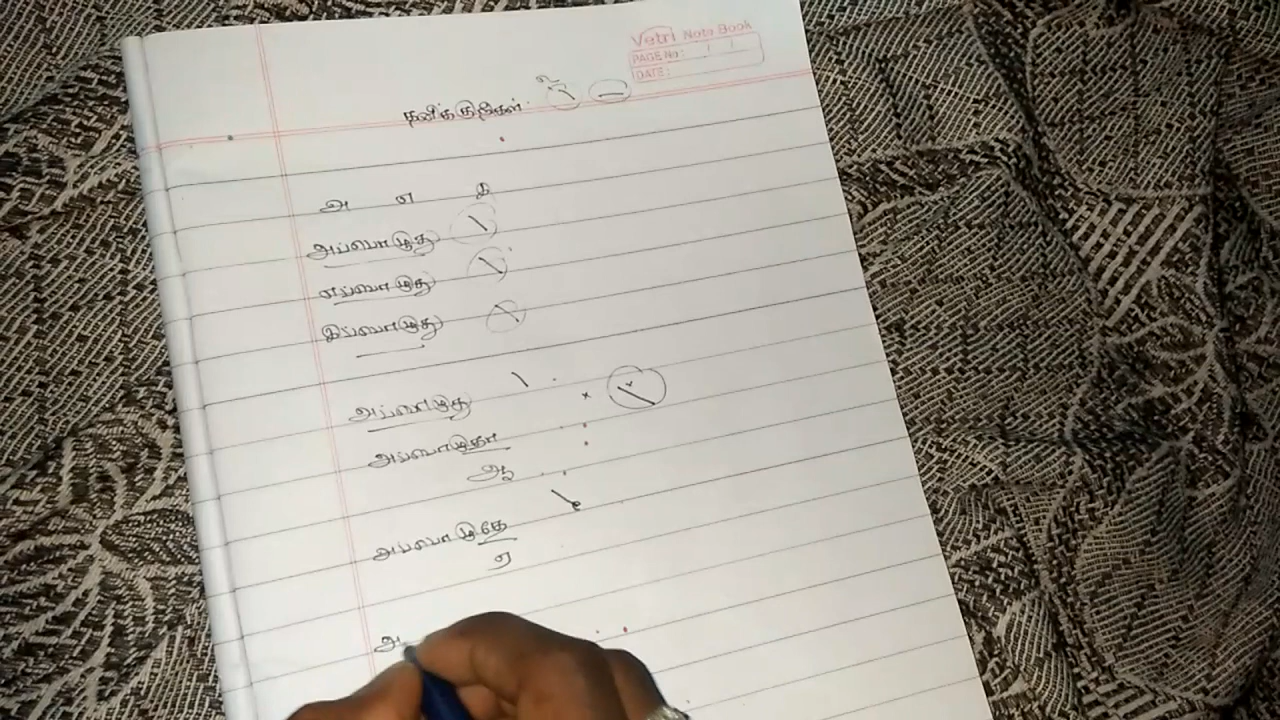 Vetri Note Book
PAGE No: / /
DATE:
தனிக்குறிகள்
அ எ இ
அப்பொழுது
எப்பொழுது
இப்பொழுது
அப்பொழுது
அப்பொழுதா
ஆ
அப்பொழுதே
ஏ
அ